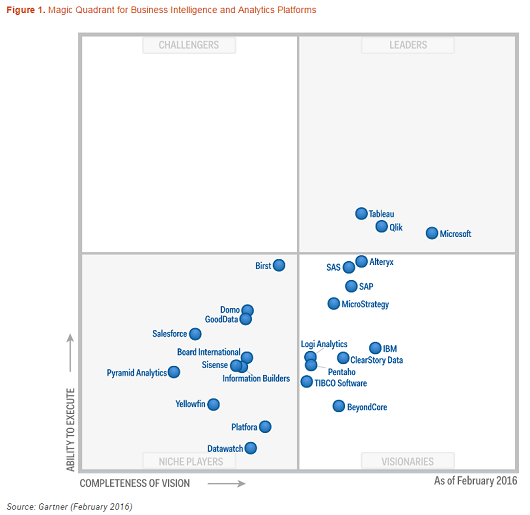 Figure 1. Magic Quadrant for Business Intelligence and Analytics Platforms
CHALLENGERS
LEADERS
Tableau
Qlik
Microsoft
Birst
SAS
Alteryx
SAP
MicroStrategy
Domo
GoodData
Salesforce
Board International
Sisense
Information Builders
Pyramid Analytics
Logi Analytics
IBM
ClearStory Data
Pentaho
TIBCO Software
Yellowfin
BeyondCore
Platfora
Datawatch
NICHE PLAYERS
VISIONARIES
ABILITY TO EXECUTE
COMPLETENESS OF VISION
As of February 2016
Source: Gartner (February 2016)